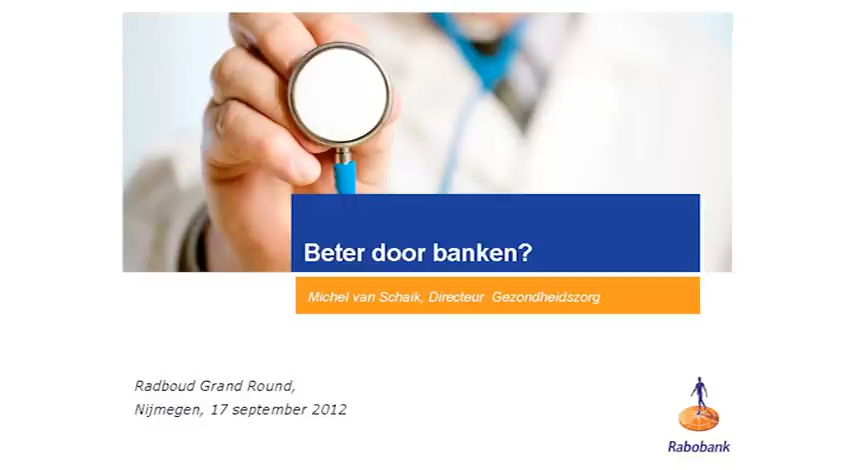 Beter door banken?
Michel van Schaik, Directeur Gezondheidszorg
Radboud Grand Round,
Nijmegen, 17 september 2012
Rabobank